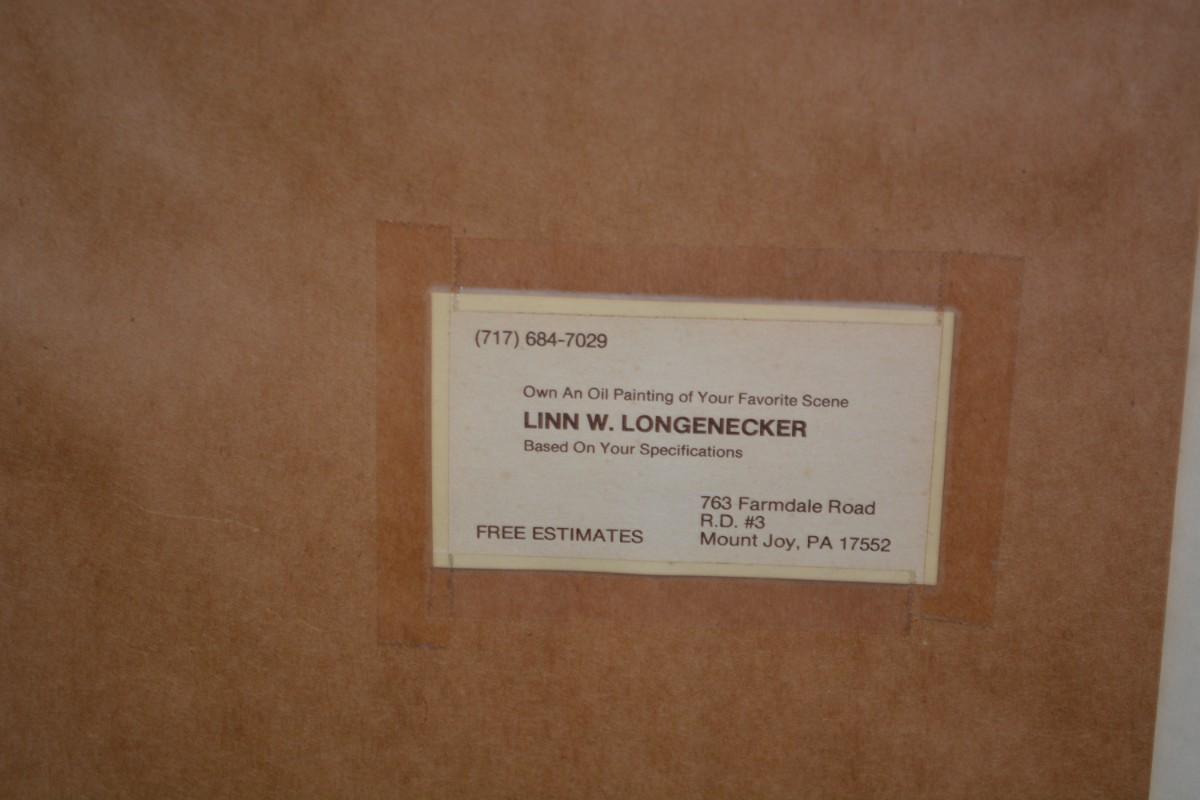 (717) 684-7029
Own An Oil Painting of Your Favorite Scene
LINN W. LONGENECKER
Based On Your Specifications
763 Farmdale Road
R.D. #3
FREE ESTIMATES
Mount Joy, PA 17552